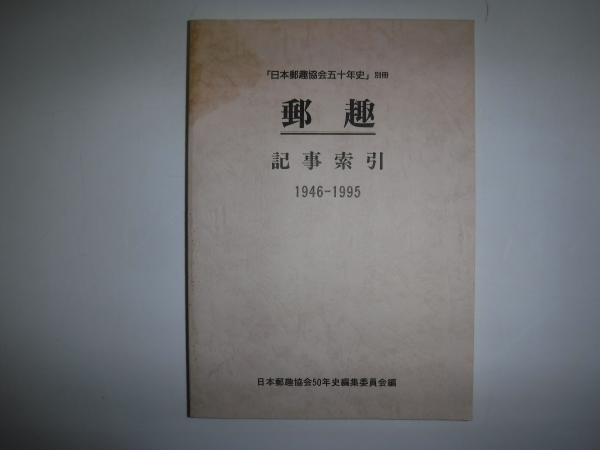 「日本郵趣協会五十年史」別冊
郵趣
記事索引
1946-1995
日本郵趣協会50年史編集委員会編